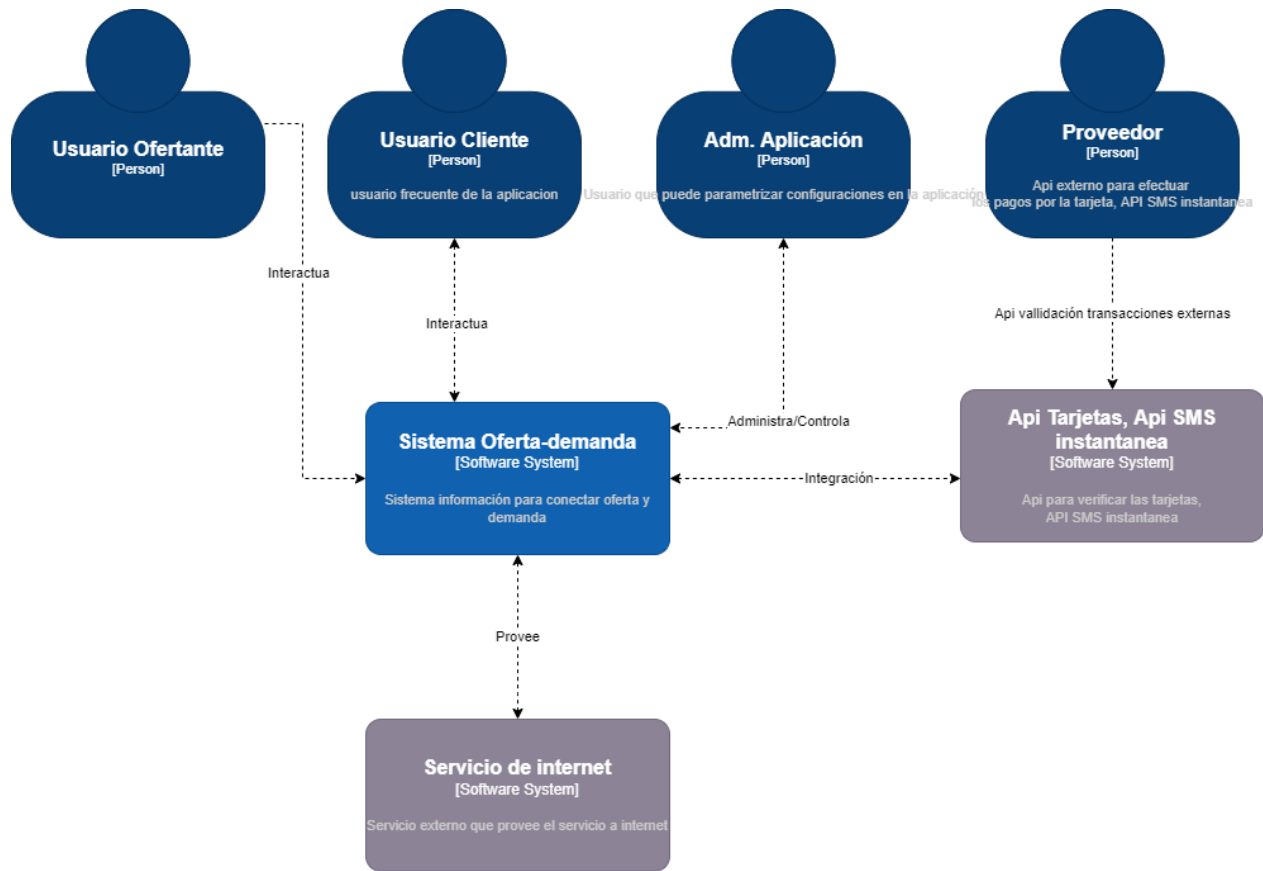 Usuario Ofertante
[Person]
Usuario Cliente
[Person]
usuario frecuente de la aplicacion
Adm. Aplicación
[Person]
Usuario que puede parametrizar configuraciones en la aplicación
Proveedor
[Person]
Api externo para efectuar
los pagos por la tarjeta, API SMS instantanea
Interactua
Interactua
Api vallidación transacciones externas
Administra/Controla
Sistema Oferta-demanda
[Software System]
Sistema información para conectar oferta y
demanda
Integración
Api Tarjetas, Api SMS
instantanea
[Software System]
Api para verificar las tarjetas,
API SMS instantanea
Provee
Servicio de internet
[Software System]
Servicio externo que provee el servicio a internet